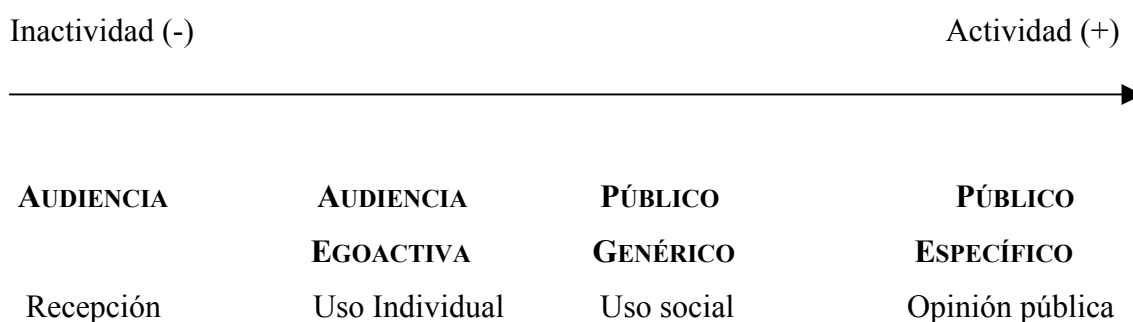 Inactividad (-) Actividad (+)
AUDIENCIA AUDIENCIA PÚBLICO PÚBLICO
EGOACTIVA GENÉRICO ESPECÍFICO
Recepción Uso Individual Uso social Opinión pública